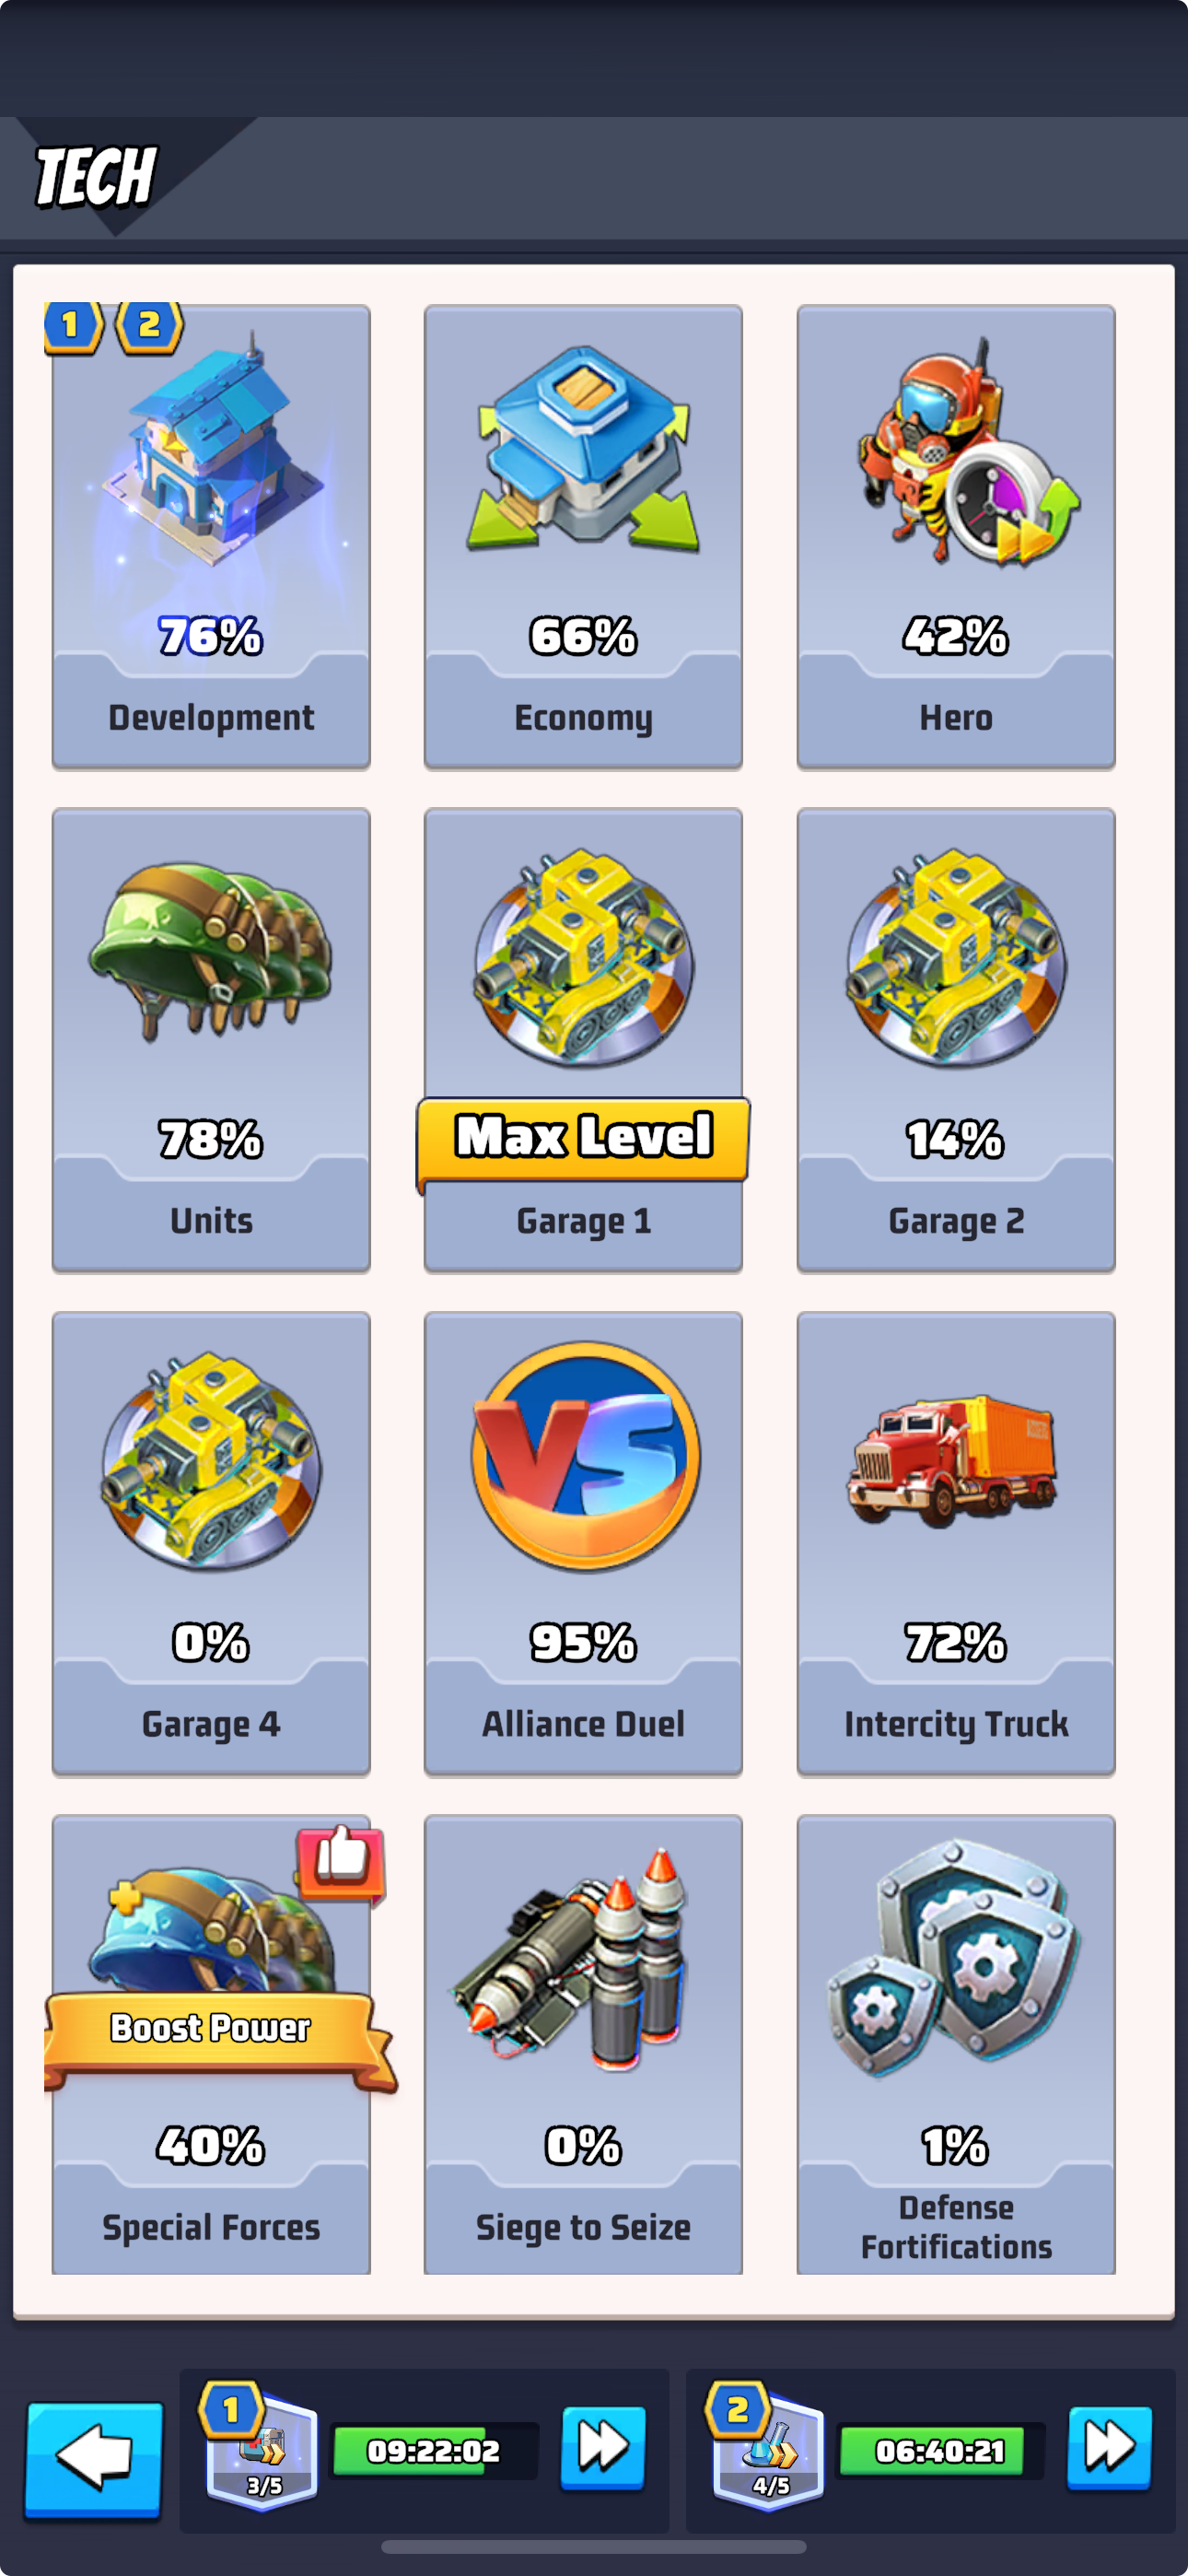 TECH
1 2
76%
Development
66%
Economy
42%
Hero
78%
Units
Max Level
Garage 1
14%
Garage 2
0%
Garage 4
VS
95%
Alliance Duel
72%
Intercity Truck
Boost Power
40%
Special Forces
0%
Siege to Seize
1%
Defense
Fortifications
1
3/5
09:22:02
2
4/5
06:40:21